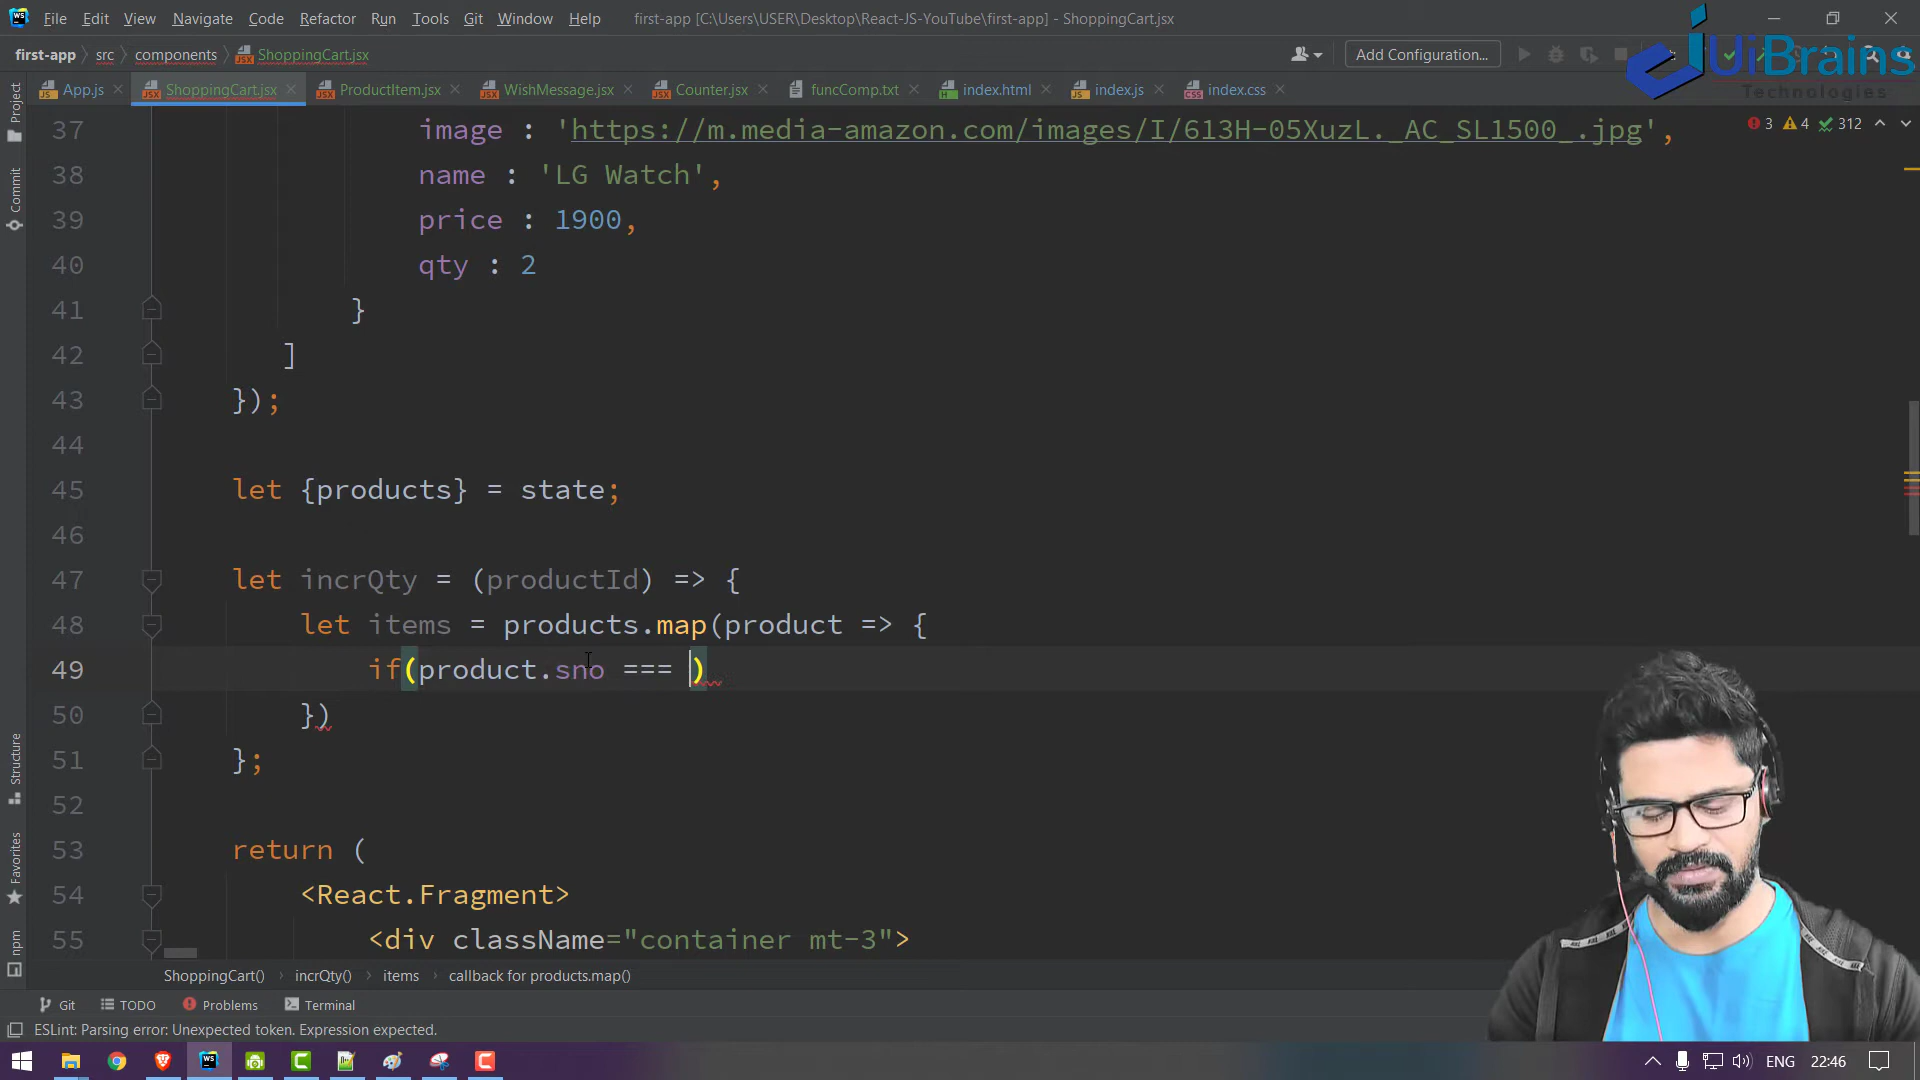 File Edit View Navigate Code Refactor Run Tools Git Window Help first-app [C:\Users\USER\Desktop\React-JS-YouTube\first-app] - ShoppingCart.jsx
first-app src components ShoppingCart.jsx Add Configuration...
UiBrains
Technologies
App.js ShoppingCart.jsx ProductItem.jsx WishMessage.jsx Counter.jsx funcComp.txt index.html index.js index.css
3 4 312
37 image : 'https://m.media-amazon.com/images/I/613H-05XuzL._AC_SL1500_.jpg',
38 name : 'LG Watch',
39 price : 1900,
40 qty : 2
41 }
42 ]
43 });
44
45 let {products} = state;
46
47 let incrQty = (productId) => {
48 let items = products.map(product => {
49 if(product.sno === )
50 })
51 };
52
53 return (
54 <React.Fragment>
55 <div className="container mt-3">
Project
Commit
Structure
Favorites
npm
ShoppingCart() incrQty() items callback for products.map()
Git TODO Problems Terminal
ESLint: Parsing error: Unexpected token. Expression expected.
WS
ENG 22:46